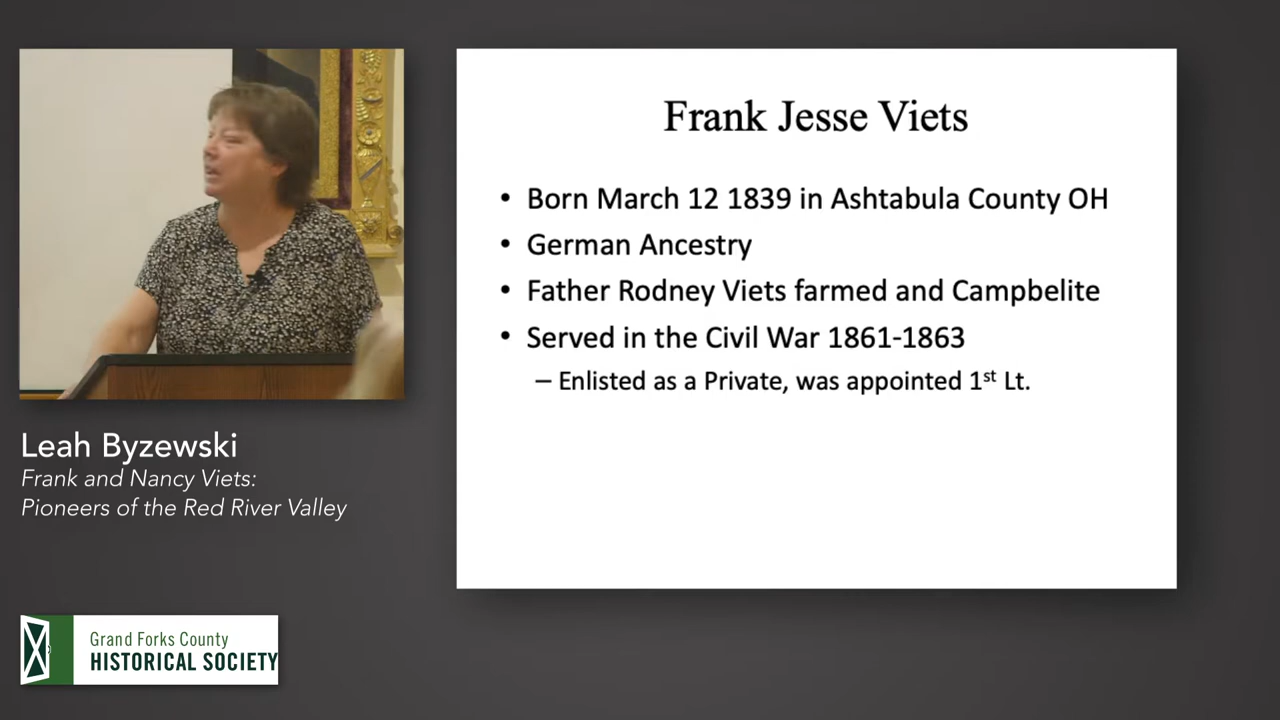 Frank Jesse Viets
• Born March 12 1839 in Ashtabula County OH
• German Ancestry
• Father Rodney Viets farmed and Campbelite
• Served in the Civil War 1861-1863
– Enlisted as a Private, was appointed 1st Lt.
Leah Byzewski
Frank and Nancy Viets:
Pioneers of the Red River Valley
Grand Forks County
HISTORICAL SOCIETY